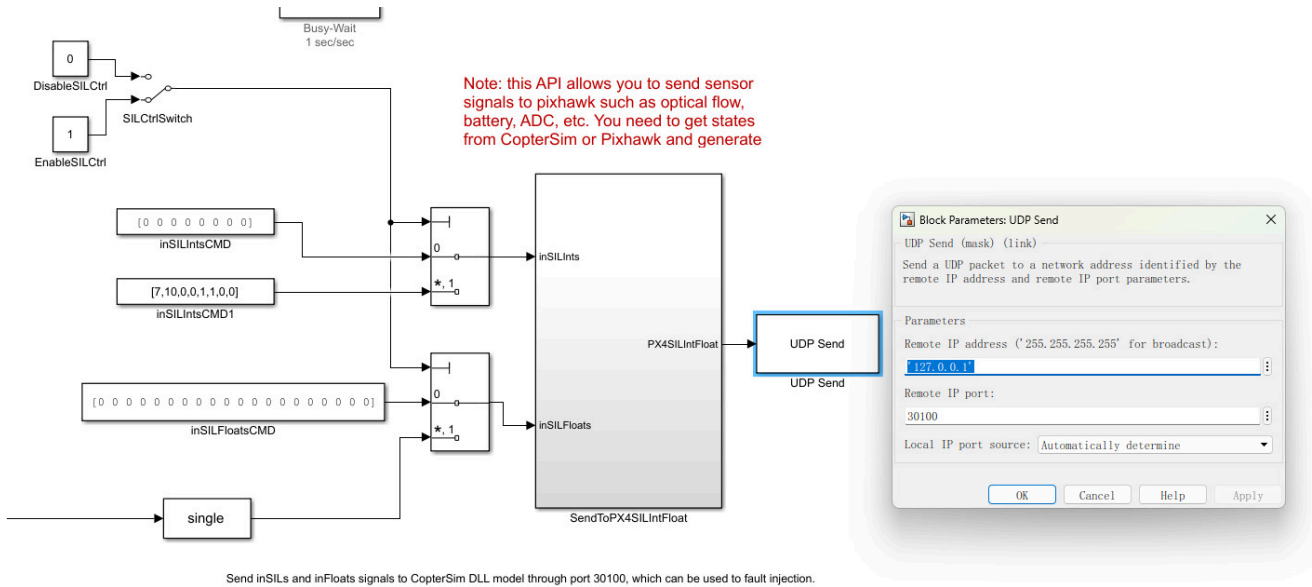 Busy-Wait
1 sec/sec
0
DisableSILCtrl
SILCtrlSwitch
1
EnableSILCtrl
Note: this API allows you to send sensor
signals to pixhawk such as optical flow,
battery, ADC, etc. You need to get states
from CopterSim or Pixhawk and generate
[0 0 0 0 0 0 0 0]
inSILIntsCMD
[7,10,0,0,1,1,0,0]
inSILIntsCMD1
0
*, 1
inSILInts
PX4SILIntFloat
UDP Send
UDP Send
[0 0 0 0 0 0 0 0 0 0 0 0 0 0 0 0 0 0 0 0]
inSILFloatsCMD
0
*, 1
inSILFloats
single
SendToPX4SILIntFloat
Send inSILs and inFloats signals to CopterSim DLL model through port 30100, which can be used to fault injection.
Block Parameters: UDP Send
UDP Send (mask) (link)
Send a UDP packet to a network address identified by the
remote IP address and remote IP port parameters.
Parameters
Remote IP address ('255.255.255.255' for broadcast):
'127.0.0.1'
Remote IP port:
30100
Local IP port source: Automatically determine
OK Cancel Help Apply